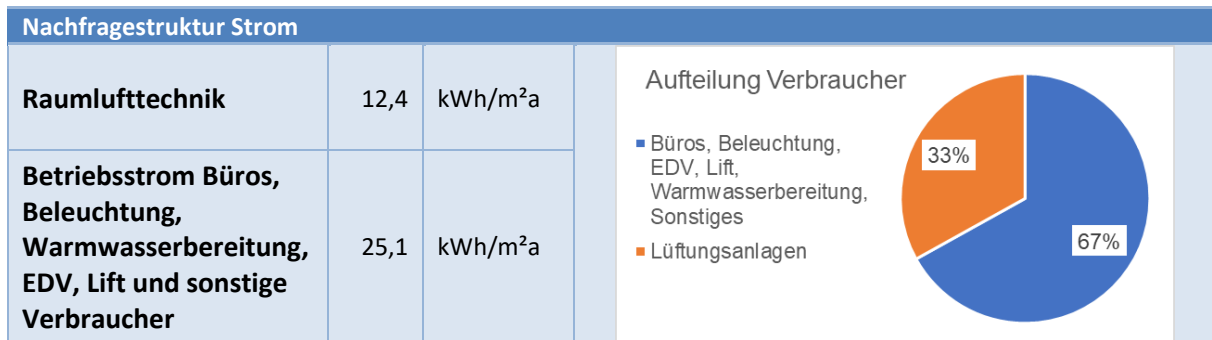 Nachfragestruktur Strom
Raumlufttechnik 12,4 kWh/m²a
Betriebsstrom Büros,
Beleuchtung,
Warmwasserbereitung,
EDV, Lift und sonstige
Verbraucher
25,1 kWh/m²a
Aufteilung Verbraucher
Büros, Beleuchtung,
EDV, Lift,
Warmwasserbereitung,
Sonstiges
Lüftungsanlagen
33%
67%